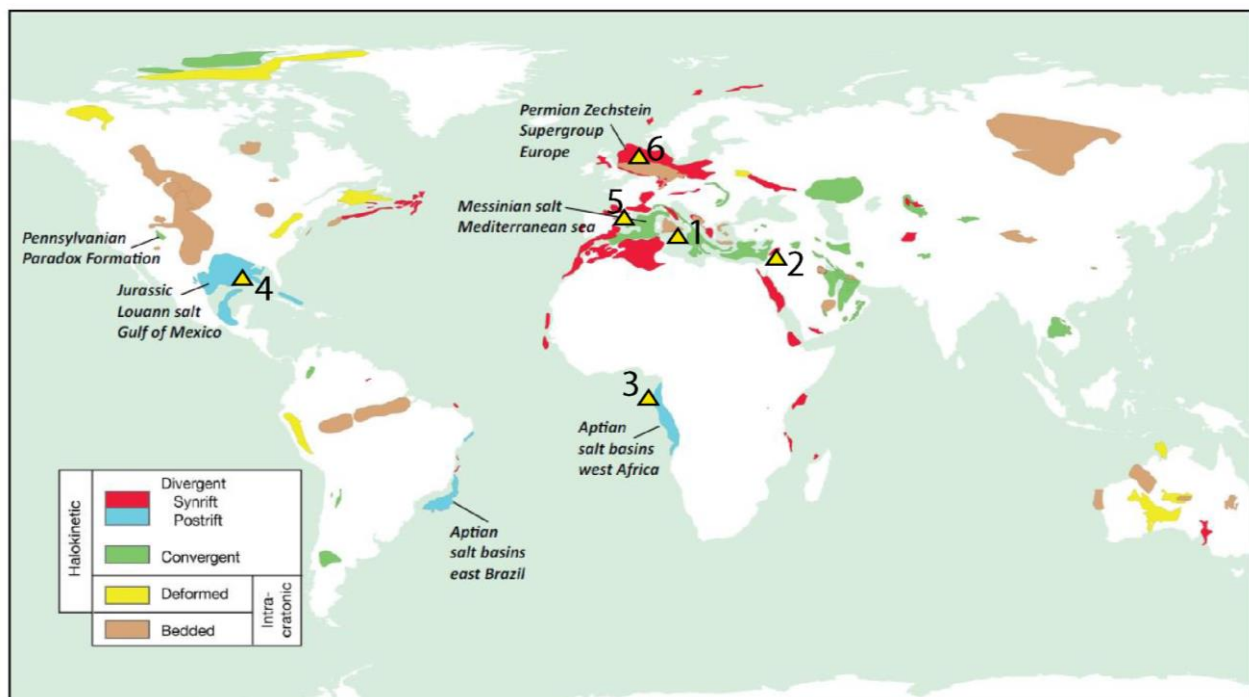 Permian Zechstein
Supergroup
Europe
6
5
Messinian salt
Mediterranean sea
1
2
Pennsylvanian
Paradox Formation
4
Jurassic
Louann salt
Gulf of Mexico
3
Aptian
salt basins
west Africa
Aptian
salt basins
east Brazil
Halokinetic
Divergent
Synrift
Postrift
Convergent
Deformed
Bedded
Intra-
cratonic